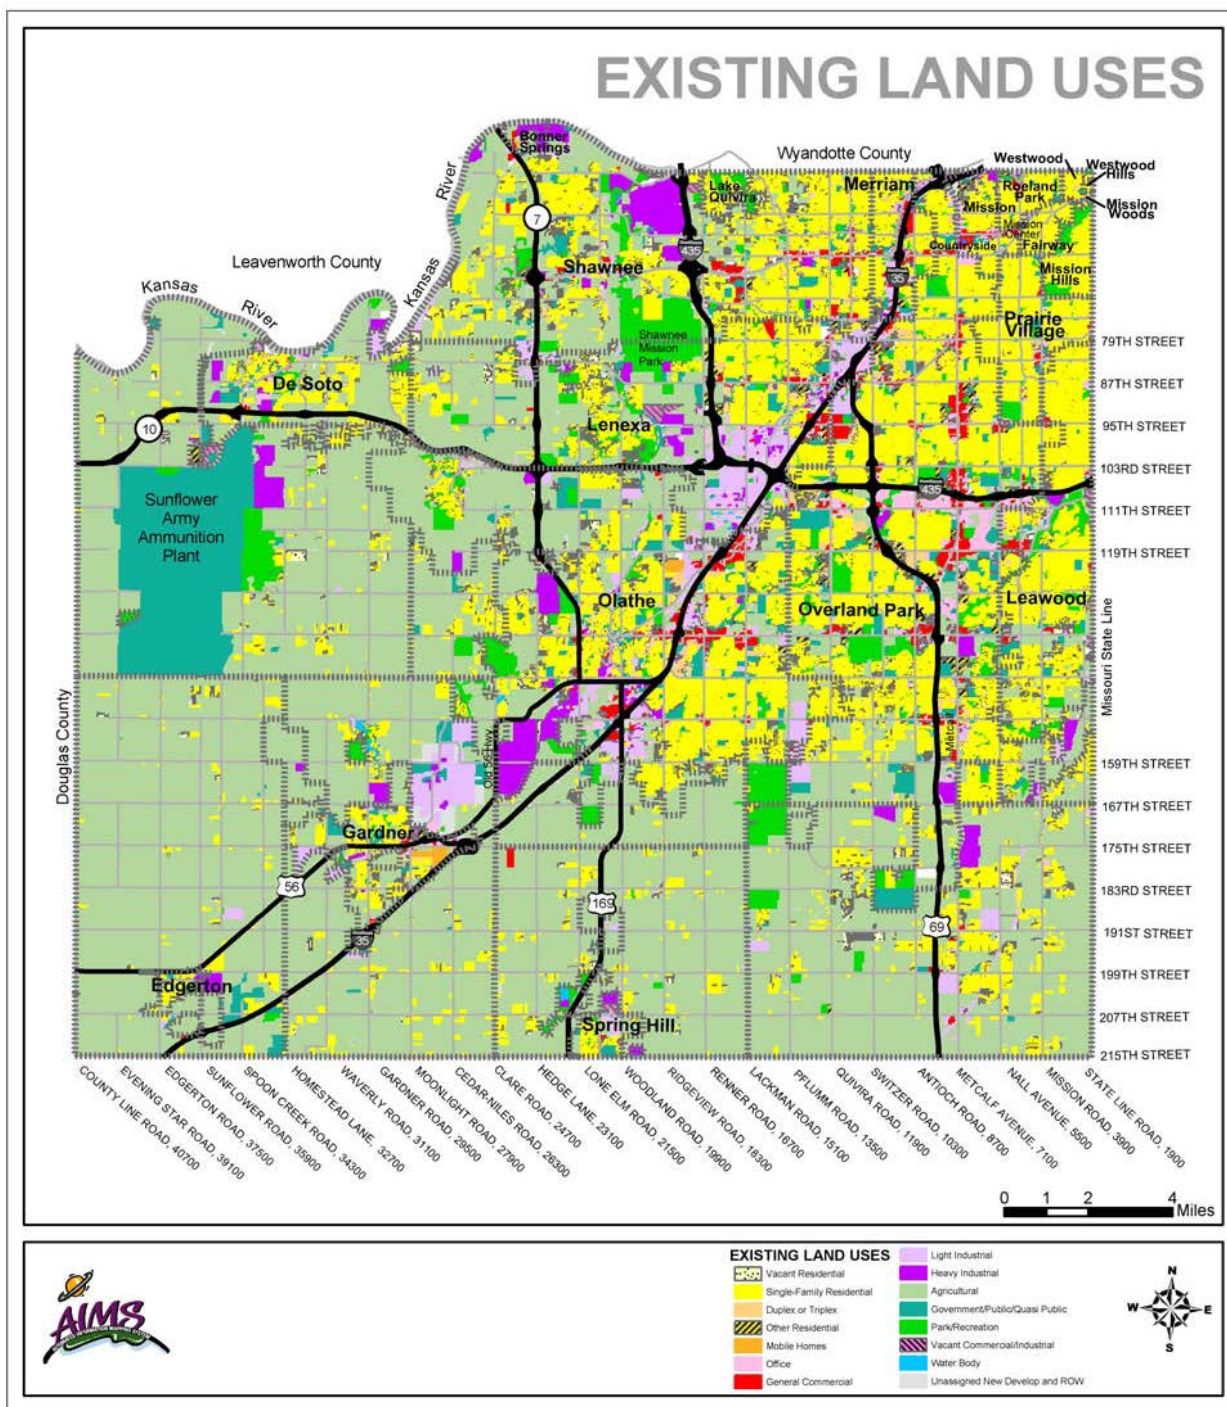 EXISTING LAND USES
Bonner
Springs
Wyandotte County
Westwood
Westwood
Hills
Lake
Quivira
Merriam
Roeland
Park
Mission
Mission
Woods
River
7
Mission
Center
Countryside
Fairway
435
Leavenworth County
Shawnee
Kansas
35
Mission
Hills
Kansas
River
Prairie
Village
Shawnee
Mission
Park
79TH STREET
De Soto
87TH STREET
10
Lenexa
95TH STREET
103RD STREET
435
Sunflower
Army
Ammunition
Plant
111TH STREET
119TH STREET
Olathe
Overland Park
Leawood
Missouri State Line
Douglas County
Old 56 Hwy
Metcalf
159TH STREET
167TH STREET
Gardner
175TH STREET
56
183RD STREET
169
69
191ST STREET
35
199TH STREET
Edgerton
207TH STREET
Spring Hill
215TH STREET
COUNTY LINE ROAD, 40700
EVENING STAR ROAD, 39100
EDGERTON ROAD, 37500
SUNFLOWER ROAD, 35900
SPOON CREEK ROAD, 34300
HOMESTEAD LANE, 32700
WAVERLY ROAD, 31100
GARDNER ROAD, 29500
MOONLIGHT ROAD, 27900
CEDAR-NILES ROAD, 26300
CLARE ROAD, 24700
HEDGE LANE, 23100
LONE ELM ROAD, 21500
WOODLAND ROAD, 19900
RIDGEVIEW ROAD, 18300
RENNER ROAD, 16700
LACKMAN ROAD, 15100
PFLUMM ROAD, 13500
QUIVIRA ROAD, 11900
SWITZER ROAD, 10300
ANTIOCH ROAD, 8700
METCALF AVENUE, 7100
NALL AVENUE, 5500
MISSION ROAD, 3900
STATE LINE ROAD, 1900
0 1 2 4
Miles
EXISTING LAND USES
Vacant Residential
Single-Family Residential
Duplex or Triplex
Other Residential
Mobile Homes
Office
General Commercial
Light Industrial
Heavy Industrial
Agricultural
Government/Public/Quasi Public
Park/Recreation
Vacant Commercial/Industrial
Water Body
Unassigned New Develop and ROW
AIMS
N
W E
S